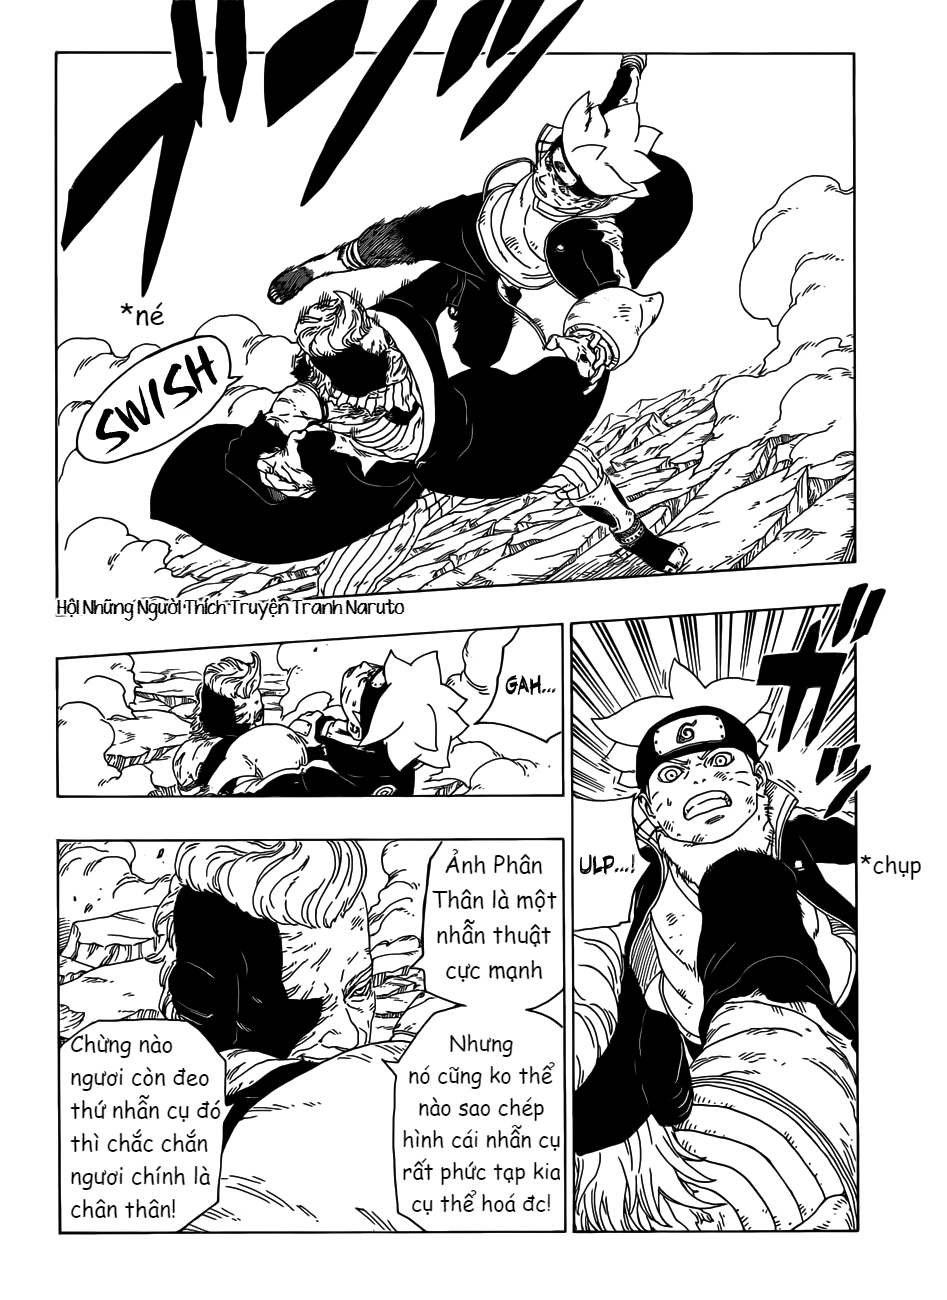 *né
SWISH
Hội Những Người Thích Truyện Tranh Naruto
GAH...
ULP...!
*chụp
Ảnh Phân
Thân là một
nhẫn thuật
cực mạnh
Nhưng
nó cũng ko thể
nào sao chép
hình cái nhẫn cụ
rất phức tạp kia
cụ thể hoá đc!
Chừng nào
ngươi còn đeo
thứ nhẫn cụ đó
thì chắc chắn
ngươi chính là
chân thân!